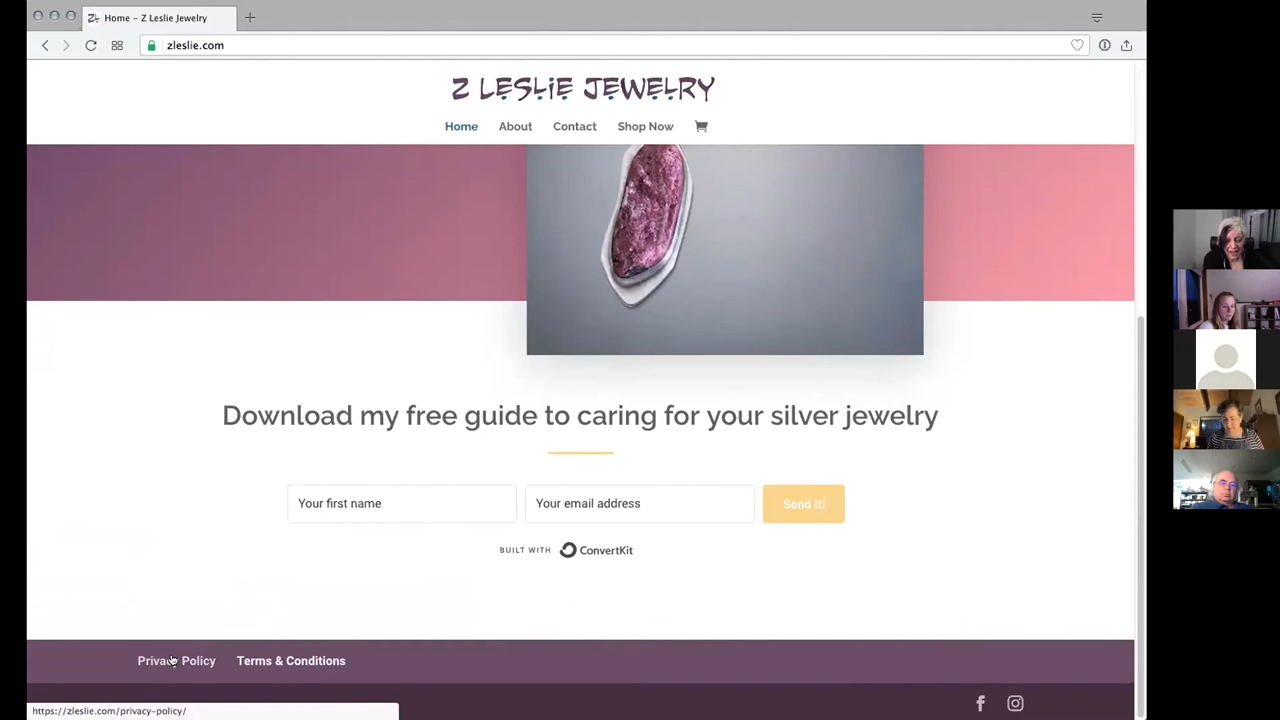 Home – Z Leslie Jewelry
zleslie.com
Z LESLIE JEWELRY
Home About Contact Shop Now
Download my free guide to caring for your silver jewelry
Your first name Your email address Send it!
BUILT WITH ConvertKit
Privacy Policy Terms & Conditions
https://zleslie.com/privacy-policy/